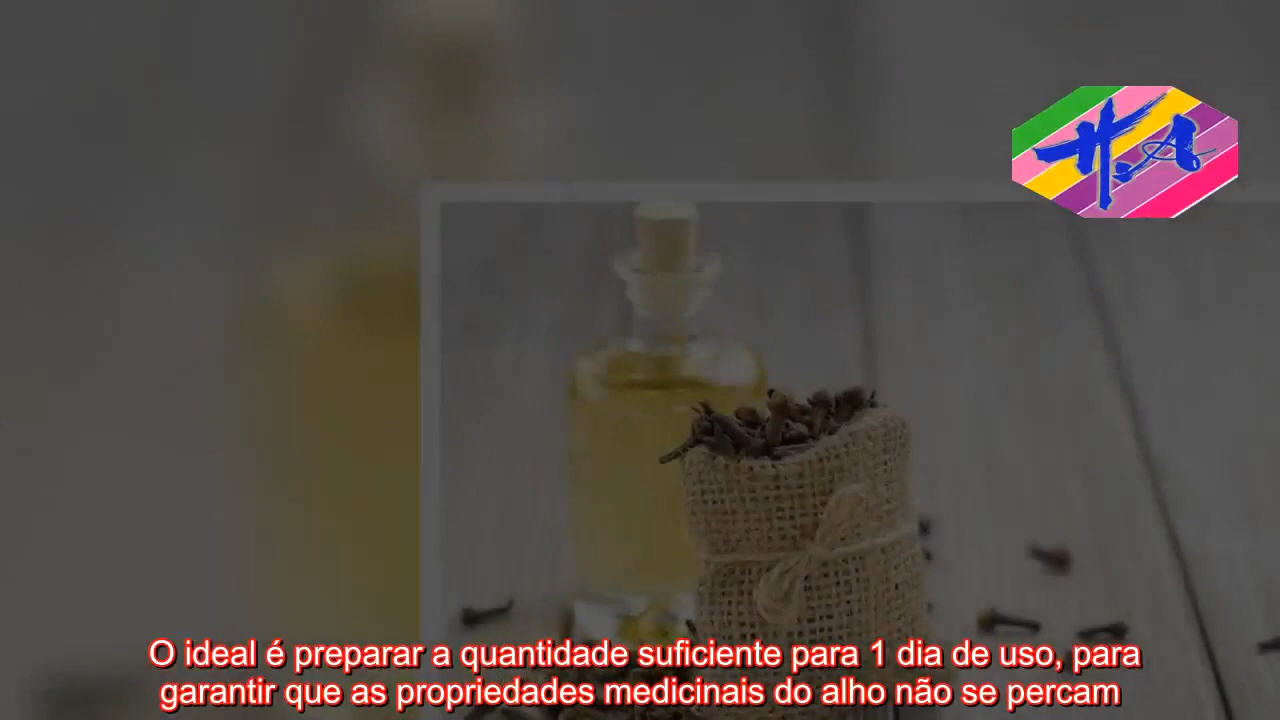 H.A
O ideal é preparar a quantidade suficiente para 1 dia de uso, para
garantir que as propriedades medicinais do alho não se percam